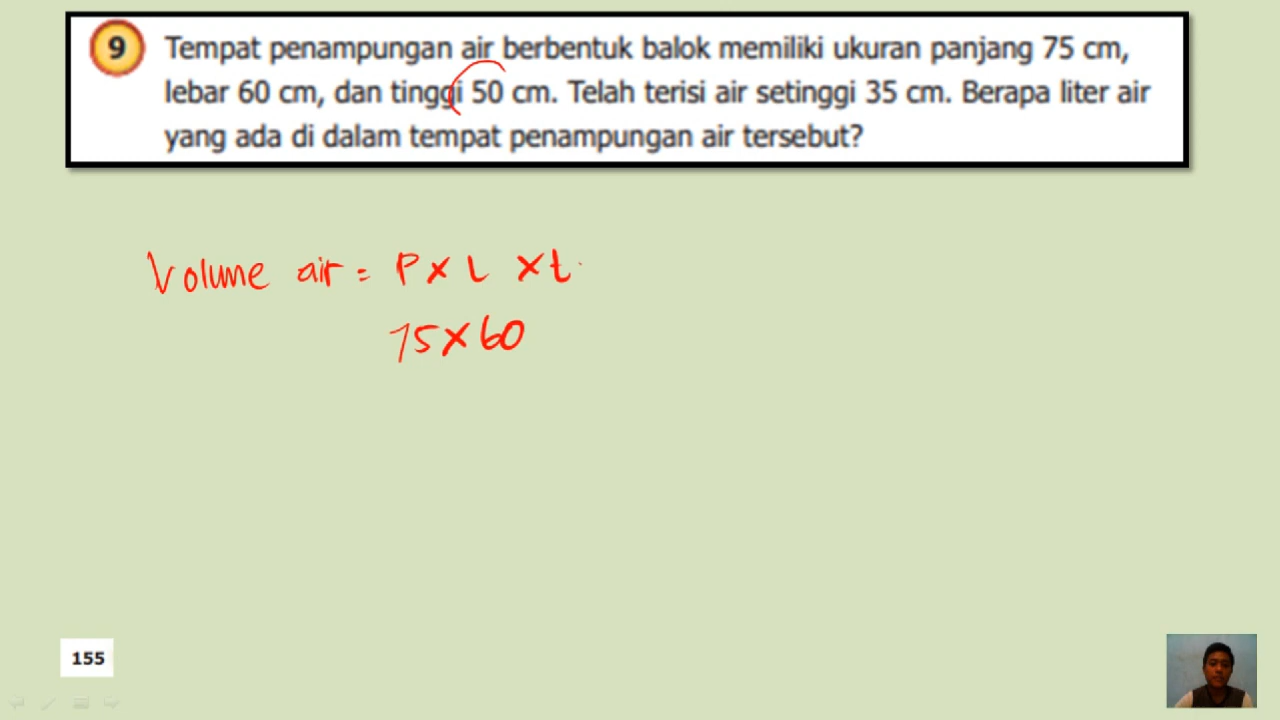 9
Tempat penampungan air berbentuk balok memiliki ukuran panjang 75 cm,
lebar 60 cm, dan tinggi 50 cm. Telah terisi air setinggi 35 cm. Berapa liter air
yang ada di dalam tempat penampungan air tersebut?
Volume air = P x L x t.
75 x 60
155